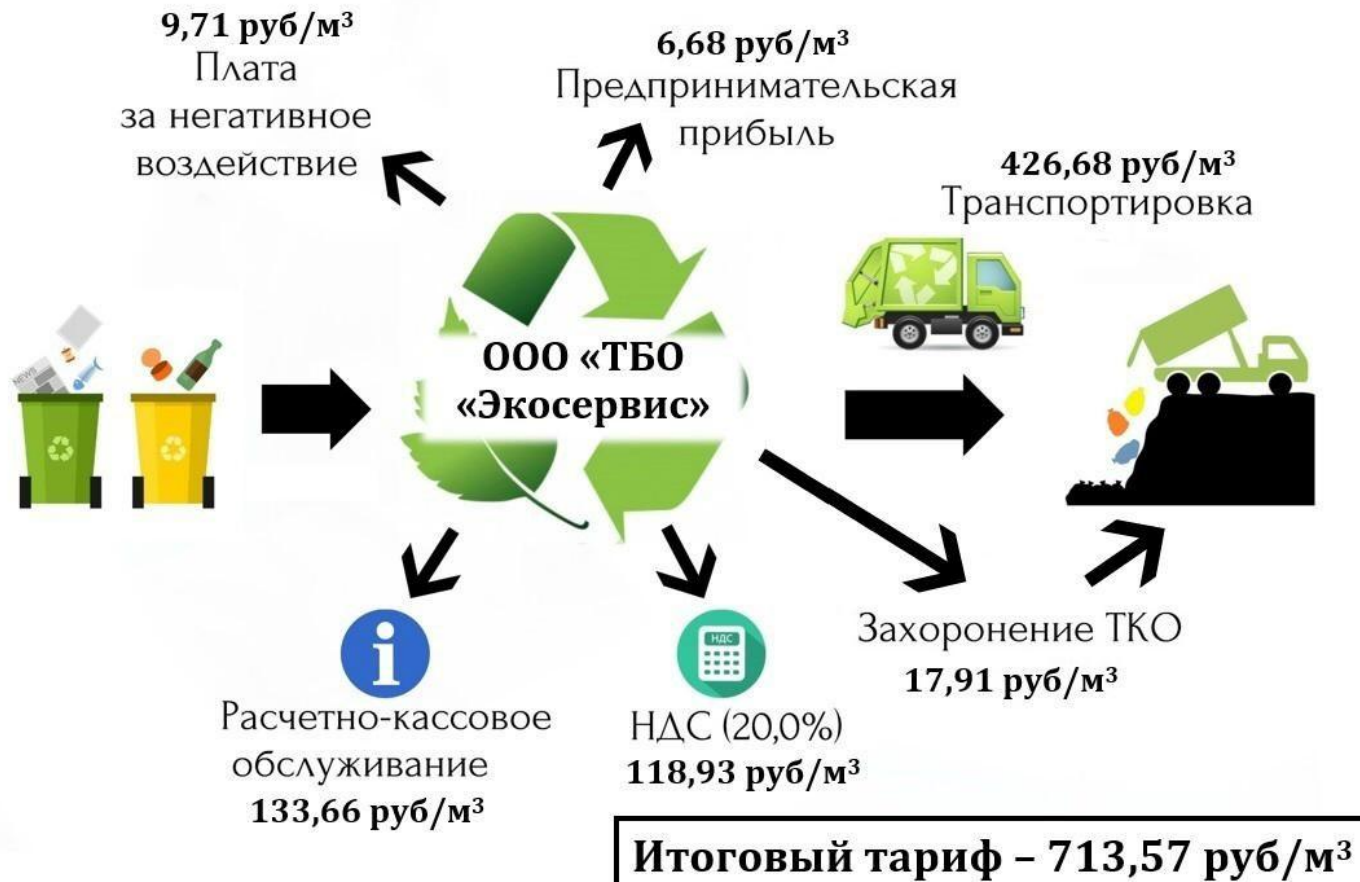 9,71 руб/м³
Плата
за негативное
воздействие
6,68 руб/м³
Предпринимательская
прибыль
426,68 руб/м³
Транспортировка
NEWS
ООО «ТБО
«Экосервис»
Захоронение ТКО
17,91 руб/м³
Расчетно-кассовое
обслуживание
133,66 руб/м³
НДС
НДС (20,0%)
118,93 руб/м³
Итоговый тариф – 713,57 руб/м³